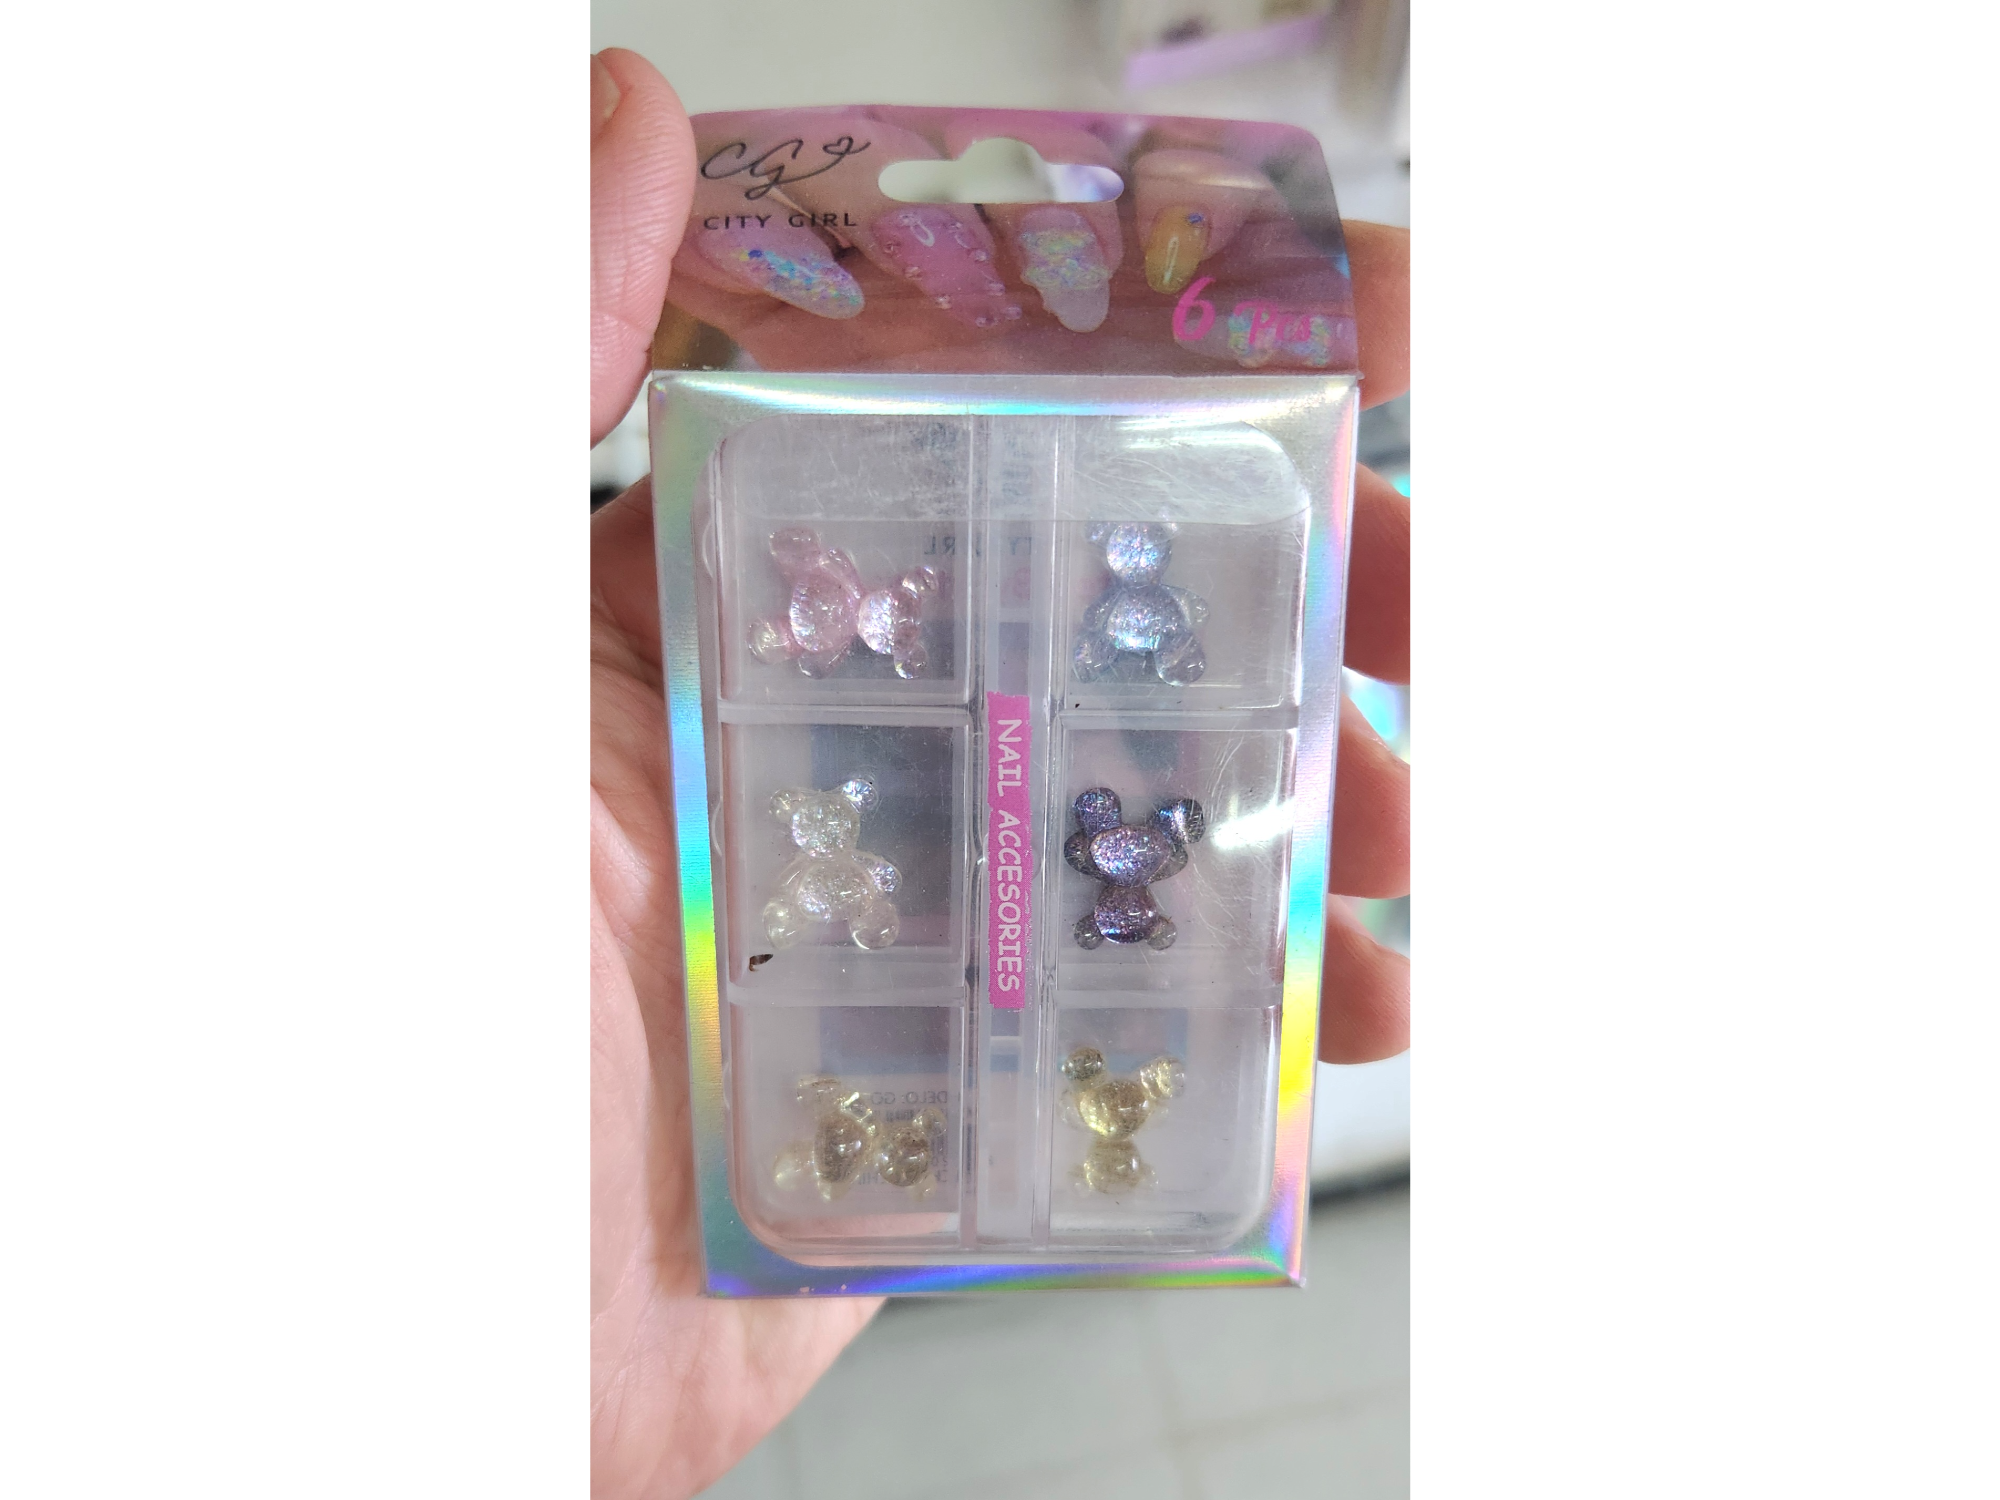 CG
CITY GIRL
6 Pcs
NAIL ACCESORIES